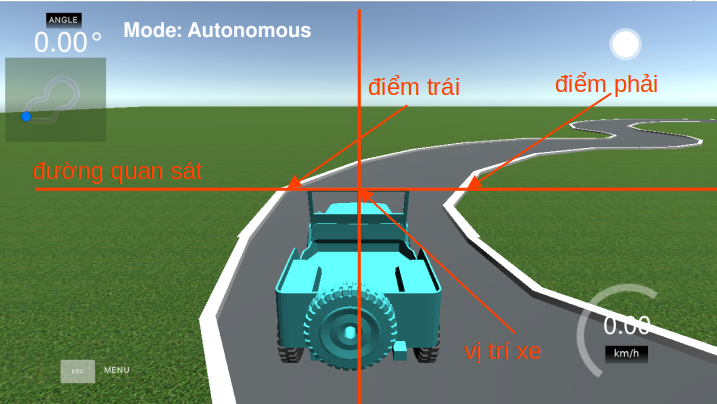 ANGLE
0.00°
Mode: Autonomous
điểm trái
điểm phải
đường quan sát
vị trí xe
0.00
km/h
ESC
MENU